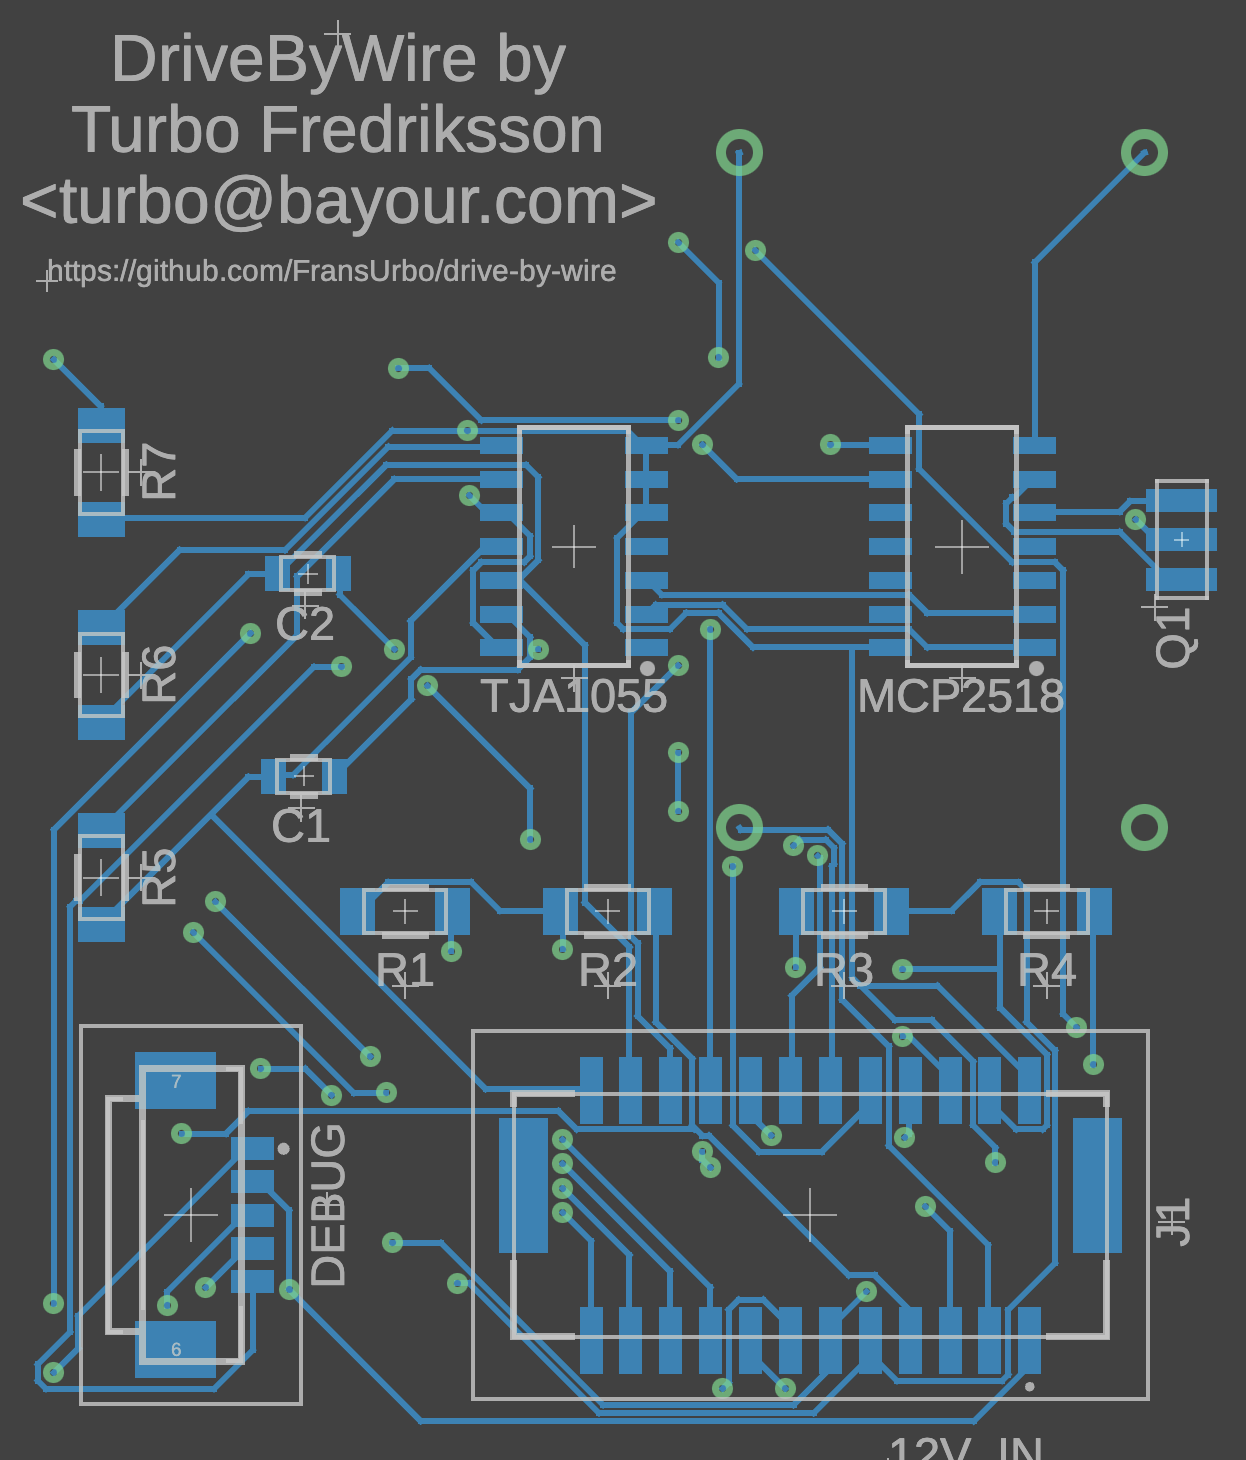 DriveByWire by
Turbo Fredriksson
<turbo@bayour.com>
https://github.com/FransUrbo/drive-by-wire
R7
C2
Q1
R6
TJA1055
MCP2518
C1
R5
R1
R2
R3
R4
7
DEBUG
J1
6
12V_IN